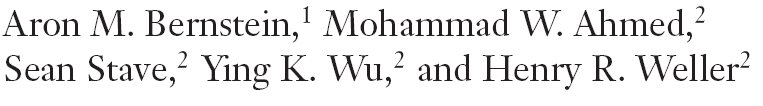 Aron M. Bernstein,¹ Mohammad W. Ahmed,²
Sean Stave,² Ying K. Wu,² and Henry R. Weller²